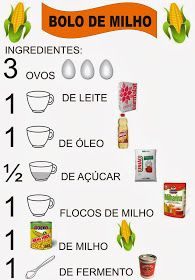 BOLO DE MILHO
INGREDIENTES:
3 OVOS
1 DE LEITE
1 DE ÓLEO
½ DE AÇÚCAR
1 FLOCOS DE MILHO
1 DE MILHO
1 DE FERMENTO